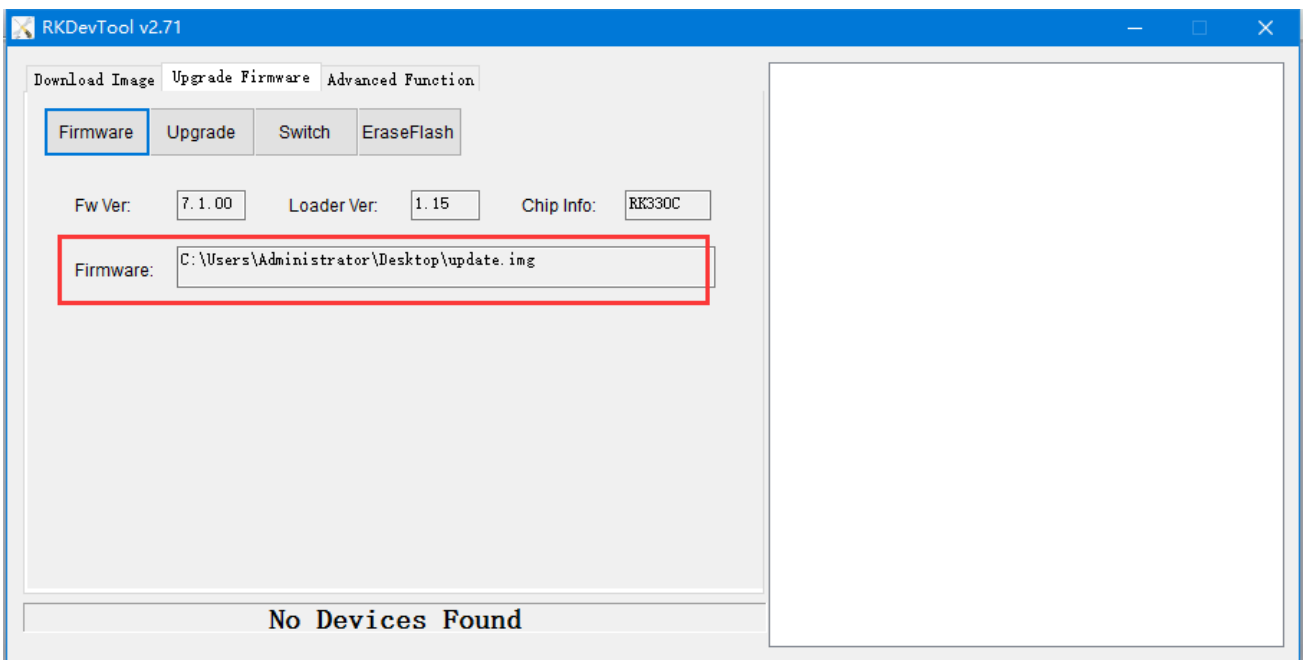 RKDevTool v2.71
Download Image Upgrade Firmware Advanced Function
Firmware Upgrade Switch EraseFlash
Fw Ver: 7.1.00 Loader Ver: 1.15 Chip Info: RK330C
Firmware: C:\Users\Administrator\Desktop\update.img
No Devices Found